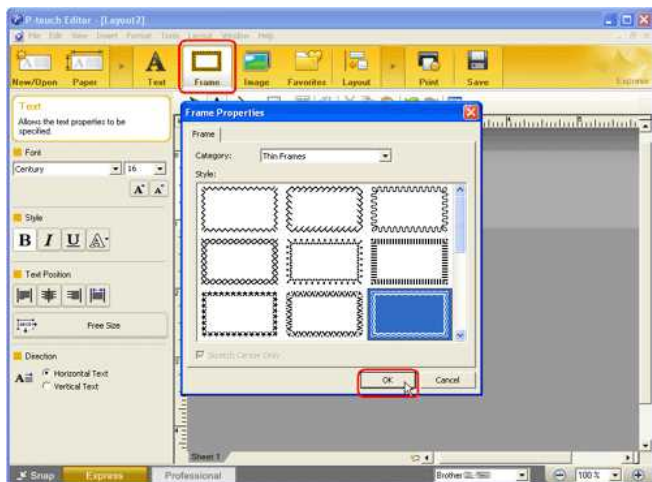 P-touch Editor - [Layout2]
File Edit View Insert Format Tools Layout Window Help
New/Open Paper Text Frame Image Favorites Layout Print Save
Text
Allows the text properties to be
specified.
Font
Century 16
A A
Style
B I U A
Text Position
Free Size
Direction
Horizontal Text
Vertical Text
Frame Properties
Frame
Category: Thin Frames
Style:
Stretch Center Only
OK Cancel
Sheet 1
Snap Express Professional
Brother
100 %